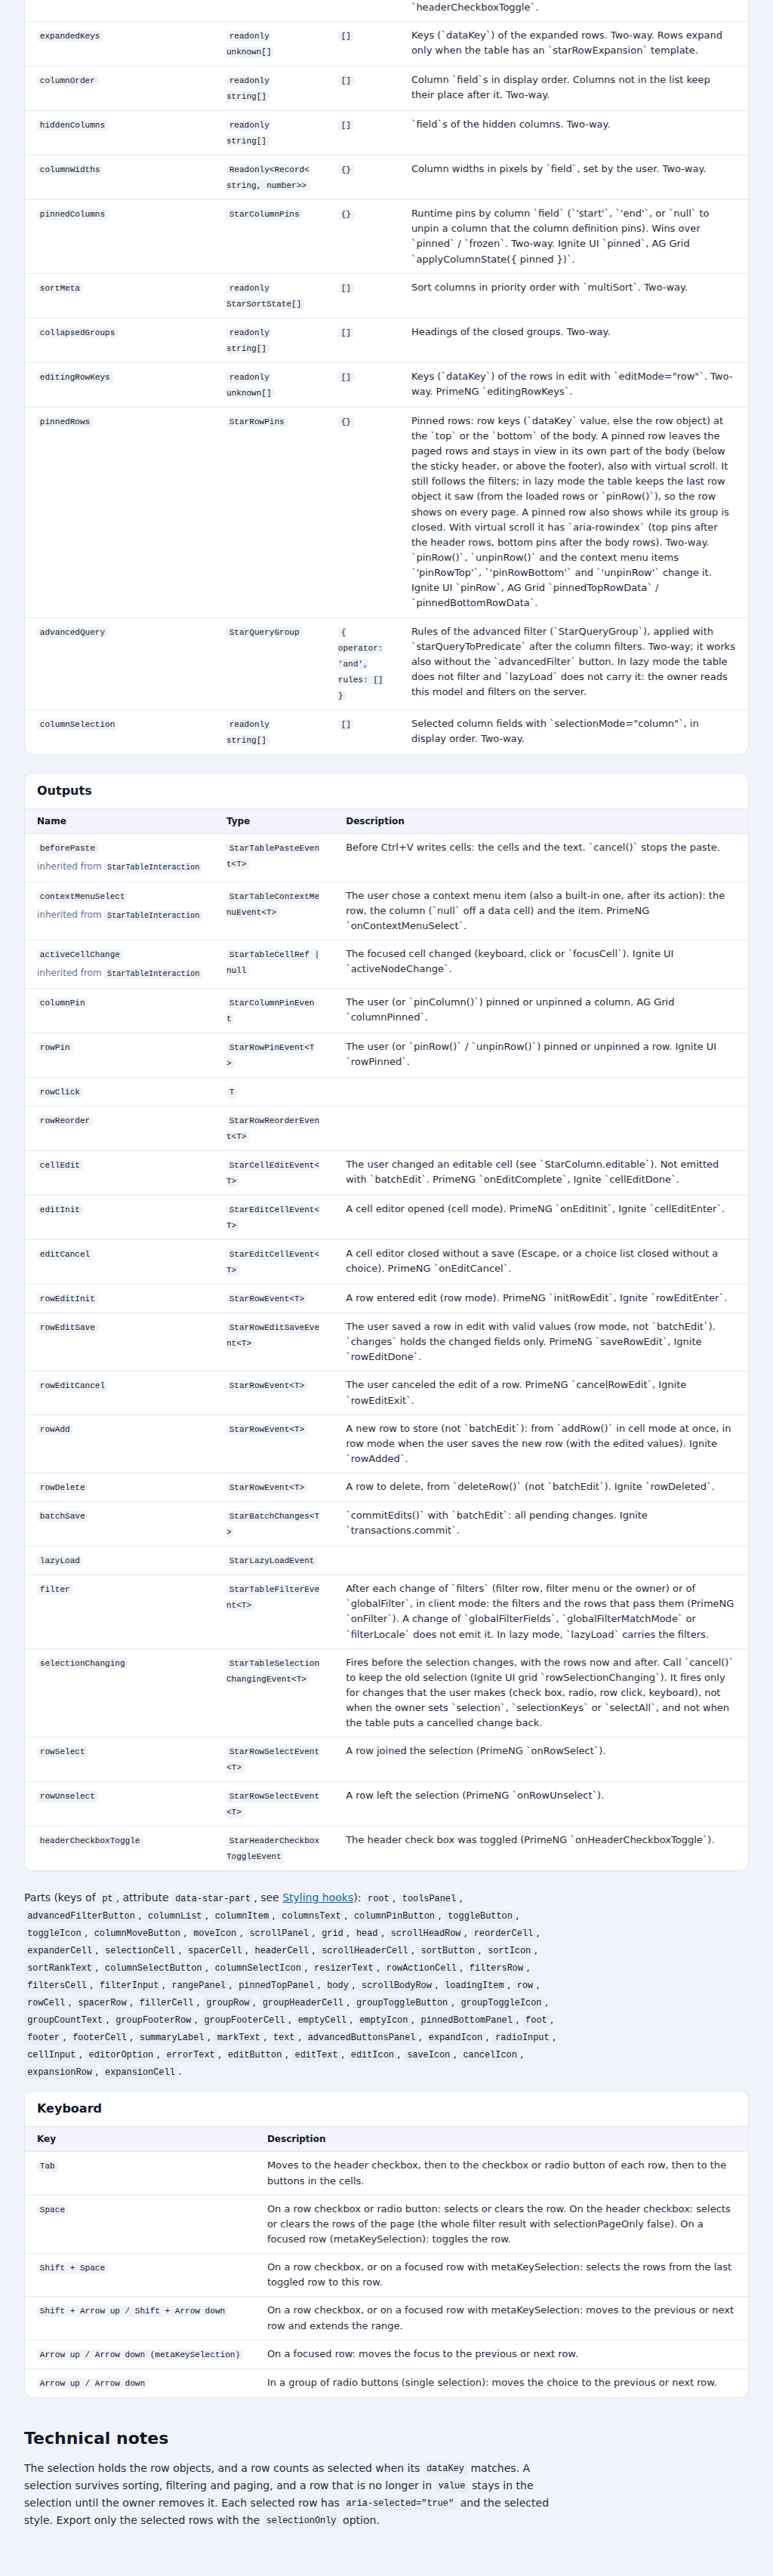 `headerCheckboxToggle`.
expandedKeys readonly [] Keys (`dataKey`) of the expanded rows. Two-way. Rows expand
unknown[] only when the table has an `starRowExpansion` template.
columnOrder readonly [] Column `field`s in display order. Columns not in the list keep
string[] their place after it. Two-way.
hiddenColumns readonly [] `field`s of the hidden columns. Two-way.
string[]
columnWidths Readonly<Record< {} Column widths in pixels by `field`, set by the user. Two-way.
string, number>>
pinnedColumns StarColumnPins {} Runtime pins by column `field` (`'start'`, `'end'`, or `null` to
unpin a column that the column definition pins). Wins over
`pinned` / `frozen`. Two-way. Ignite UI `pinned`, AG Grid
`applyColumnState({ pinned })`.
sortMeta readonly [] Sort columns in priority order with `multiSort`. Two-way.
StarSortState[]
collapsedGroups readonly [] Headings of the closed groups. Two-way.
string[]
editingRowKeys readonly [] Keys (`dataKey`) of the rows in edit with `editMode="row"`. Two-
unknown[] way. PrimeNG `editingRowKeys`.
pinnedRows StarRowPins {} Pinned rows: row keys (`dataKey` value, else the row object) at
the `top` or the `bottom` of the body. A pinned row leaves the
paged rows and stays in view in its own part of the body (below
the sticky header, or above the footer), also with virtual scroll. It
still follows the filters; in lazy mode the table keeps the last row
object it saw (from the loaded rows or `pinRow()`), so the row
shows on every page. A pinned row also shows while its group is
closed. With virtual scroll it has `aria-rowindex` (top pins after
the header rows, bottom pins after the body rows). Two-way.
`pinRow()`, `unpinRow()` and the context menu items
`'pinRowTop'`, `'pinRowBottom'` and `'unpinRow'` change it.
Ignite UI `pinRow`, AG Grid `pinnedTopRowData` /
`pinnedBottomRowData`.
advancedQuery StarQueryGroup { Rules of the advanced filter (`StarQueryGroup`), applied with
operator: `starQueryToPredicate` after the column filters. Two-way; it works
'and', also without the `advancedFilter` button. In lazy mode the table
rules: [] does not filter and `lazyLoad` does not carry it: the owner reads
} this model and filters on the server.
columnSelection readonly [] Selected column fields with `selectionMode="column"`, in
string[] display order. Two-way.
Outputs
Name Type Description
beforePaste StarTablePasteEven Before Ctrl+V writes cells: the cells and the text. `cancel()` stops the paste.
inherited from StarTableInteraction t<T>
contextMenuSelect StarTableContextMe The user chose a context menu item (also a built-in one, after its action): the
inherited from StarTableInteraction nuEvent<T> row, the column (`null` off a data cell) and the item. PrimeNG
`onContextMenuSelect`.
activeCellChange StarTableCellRef | The focused cell changed (keyboard, click or `focusCell`). Ignite UI
inherited from StarTableInteraction null `activeNodeChange`.
columnPin StarColumnPinEven The user (or `pinColumn()`) pinned or unpinned a column. AG Grid
t `columnPinned`.
rowPin StarRowPinEvent<T The user (or `pinRow()` / `unpinRow()`) pinned or unpinned a row. Ignite UI
> `rowPinned`.
rowClick T
rowReorder StarRowReorderEven
t<T>
cellEdit StarCellEditEvent< The user changed an editable cell (see `StarColumn.editable`). Not emitted
T> with `batchEdit`. PrimeNG `onEditComplete`, Ignite `cellEditDone`.
editInit StarEditCellEvent< A cell editor opened (cell mode). PrimeNG `onEditInit`, Ignite `cellEditEnter`.
T>
editCancel StarEditCellEvent< A cell editor closed without a save (Escape, or a choice list closed without a
T> choice). PrimeNG `onEditCancel`.
rowEditInit StarRowEvent<T> A row entered edit (row mode). PrimeNG `initRowEdit`, Ignite `rowEditEnter`.
rowEditSave StarRowEditSaveEve The user saved a row in edit with valid values (row mode, not `batchEdit`).
nt<T> `changes` holds the changed fields only. PrimeNG `saveRowEdit`, Ignite
`rowEditDone`.
rowEditCancel StarRowEvent<T> The user canceled the edit of a row. PrimeNG `cancelRowEdit`, Ignite
`rowEditExit`.
rowAdd StarRowEvent<T> A new row to store (not `batchEdit`): from `addRow()` in cell mode at once, in
row mode when the user saves the new row (with the edited values). Ignite
`rowAdded`.
rowDelete StarRowEvent<T> A row to delete, from `deleteRow()` (not `batchEdit`). Ignite `rowDeleted`.
batchSave StarBatchChanges<T `commitEdits()` with `batchEdit`: all pending changes. Ignite
> `transactions.commit`.
lazyLoad StarLazyLoadEvent
filter StarTableFilterEve After each change of `filters` (filter row, filter menu or the owner) or of
nt<T> `globalFilter`, in client mode: the filters and the rows that pass them (PrimeNG
`onFilter`). A change of `globalFilterFields`, `globalFilterMatchMode` or
`filterLocale` does not emit it. In lazy mode, `lazyLoad` carries the filters.
selectionChanging StarTableSelection Fires before the selection changes, with the rows now and after. Call `cancel()`
ChangingEvent<T> to keep the old selection (Ignite UI grid `rowSelectionChanging`). It fires only
for changes that the user makes (check box, radio, row click, keyboard), not
when the owner sets `selection`, `selectionKeys` or `selectAll`, and not when
the table puts a cancelled change back.
rowSelect StarRowSelectEvent A row joined the selection (PrimeNG `onRowSelect`).
<T>
rowUnselect StarRowSelectEvent A row left the selection (PrimeNG `onRowUnselect`).
<T>
headerCheckboxToggle StarHeaderCheckbox The header check box was toggled (PrimeNG `onHeaderCheckboxToggle`).
ToggleEvent
Parts (keys of pt , attribute data-star-part , see Styling hooks): root , toolsPanel ,
advancedFilterButton , columnList , columnItem , columnsText , columnPinButton , toggleButton ,
toggleIcon , columnMoveButton , moveIcon , scrollPanel , grid , head , scrollHeadRow , reorderCell ,
expanderCell , selectionCell , spacerCell , headerCell , scrollHeaderCell , sortButton , sortIcon ,
sortRankText , columnSelectButton , columnSelectIcon , resizerText , rowActionCell , filtersRow ,
filtersCell , filterInput , rangePanel , pinnedTopPanel , body , scrollBodyRow , loadingItem , row ,
rowCell , spacerRow , fillerCell , groupRow , groupHeaderCell , groupToggleButton , groupToggleIcon ,
groupCountText , groupFooterRow , groupFooterCell , emptyCell , emptyIcon , pinnedBottomPanel , foot ,
footer , footerCell , summaryLabel , markText , text , advancedButtonsPanel , expandIcon , radioInput ,
cellInput , editorOption , errorText , editButton , editText , editIcon , saveIcon , cancelIcon ,
expansionRow , expansionCell .
Keyboard
Key Description
Tab Moves to the header checkbox, then to the checkbox or radio button of each row, then to the
buttons in the cells.
Space On a row checkbox or radio button: selects or clears the row. On the header checkbox: selects
or clears the rows of the page (the whole filter result with selectionPageOnly false). On a
focused row (metaKeySelection): toggles the row.
Shift + Space On a row checkbox, or on a focused row with metaKeySelection: selects the rows from the last
toggled row to this row.
Shift + Arrow up / Shift + Arrow down On a row checkbox, or on a focused row with metaKeySelection: moves to the previous or next
row and extends the range.
Arrow up / Arrow down (metaKeySelection) On a focused row: moves the focus to the previous or next row.
Arrow up / Arrow down In a group of radio buttons (single selection): moves the choice to the previous or next row.
Technical notes
The selection holds the row objects, and a row counts as selected when its dataKey matches. A
selection survives sorting, filtering and paging, and a row that is no longer in value stays in the
selection until the owner removes it. Each selected row has aria-selected="true" and the selected
style. Export only the selected rows with the selectionOnly option.